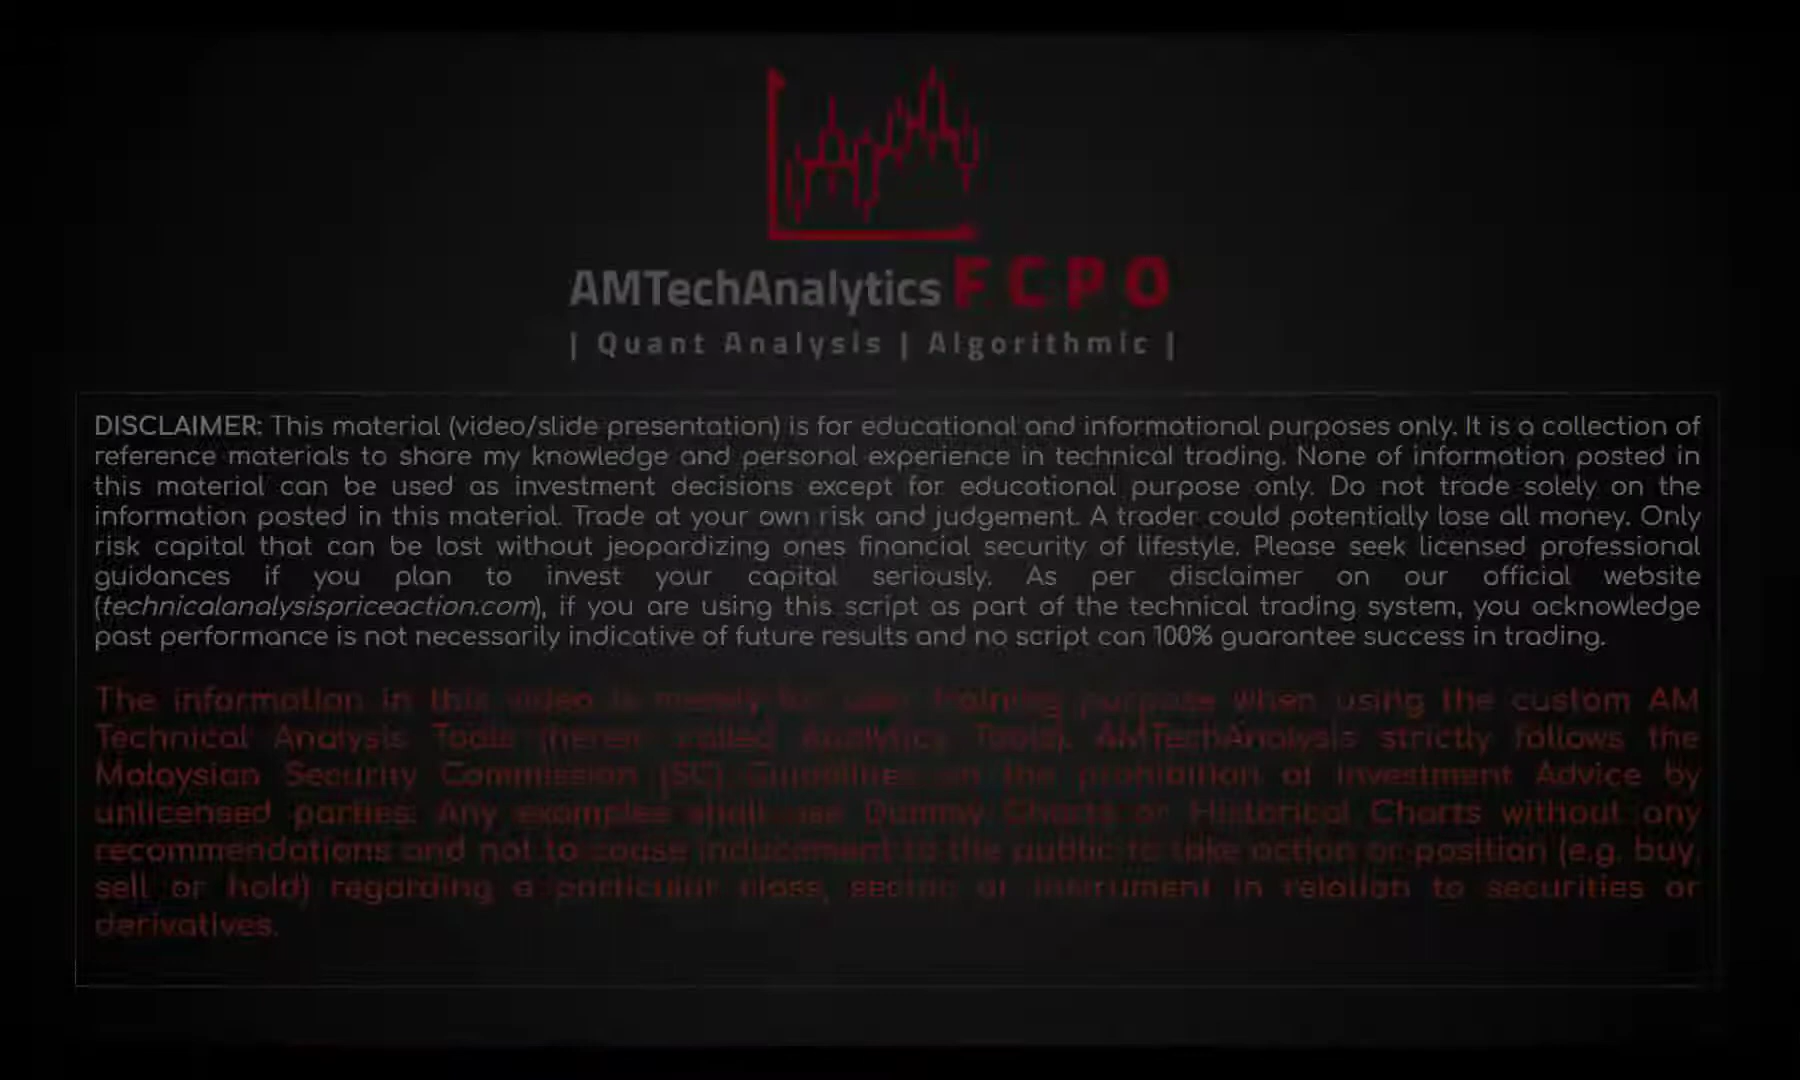 AMTechAnalytics FCPO
| Quant Analysis | Algorithmic |
DISCLAIMER: This material (video/slide presentation) is for educational and informational purposes only. It is a collection of
reference materials to share my knowledge and personal experience in technical trading. None of information posted in
this material can be used as investment decisions except for educational purpose only. Do not trade solely on the
information posted in this material. Trade at your own risk and judgement. A trader could potentially lose all money. Only
risk capital that can be lost without jeopardizing ones financial security of lifestyle. Please seek licensed professional
guidances if you plan to invest your capital seriously. As per disclaimer on our official website
(technicalanalysispriceaction.com), if you are using this script as part of the technical trading system, you acknowledge
past performance is not necessarily indicative of future results and no script can 100% guarantee success in trading.
The information in this video is merely for user training purpose when using the custom AM
Technical Analysis Tools (herein called Analytics Tools). AMTechAnalysis strictly follows the
Malaysian Security Commission (SC) Guidelines on the prohibition of Investment Advice by
unlicensed parties. Any examples shall use Dummy Charts or Historical Charts without any
recommendations and not to cause inducement to the public to take action or position (e.g. buy,
sell or hold) regarding a particular class, sector or instrument in relation to securities or
derivatives.